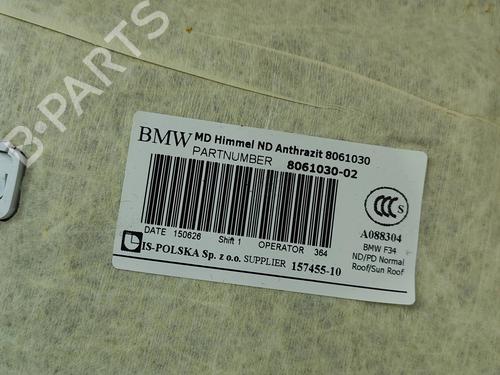 B-PARTS
BMW MD Himmel ND Anthrazit 8061030
PARTNUMBER 8061030-02
CCC S
A088304
DATE 150626 Shift 1 OPERATOR 364
BMW F34
ND/PD Normal
Roof/Sun Roof
IS-POLSKA Sp. z o.o. SUPPLIER 157455-10